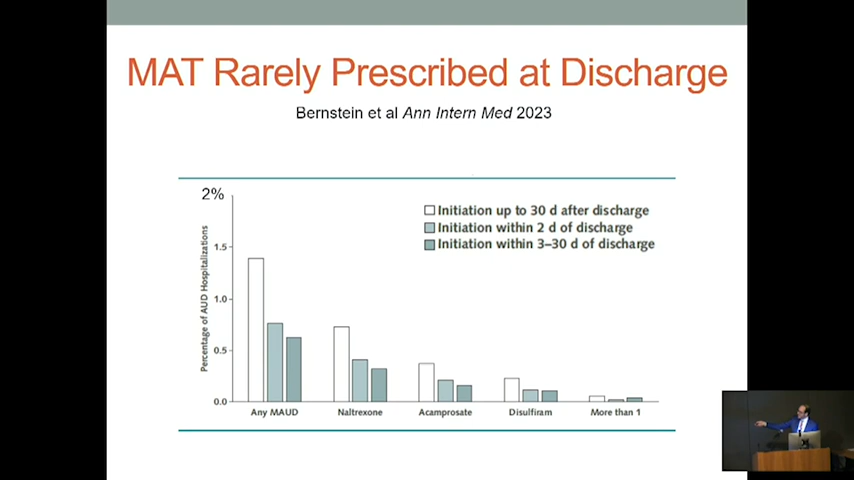 MAT Rarely Prescribed at Discharge
Bernstein et al Ann Intern Med 2023
2%
1.5
1.0
0.5
0.0
Percentage of AUD Hospitalizations
Initiation up to 30 d after discharge
Initiation within 2 d of discharge
Initiation within 3–30 d of discharge
Any MAUD Naltrexone Acamprosate Disulfiram More than 1